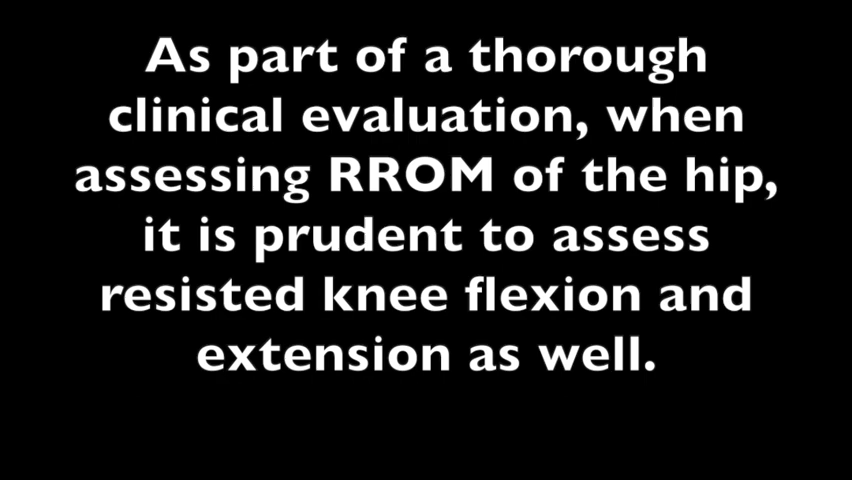 As part of a thorough
clinical evaluation, when
assessing RROM of the hip,
it is prudent to assess
resisted knee flexion and
extension as well.